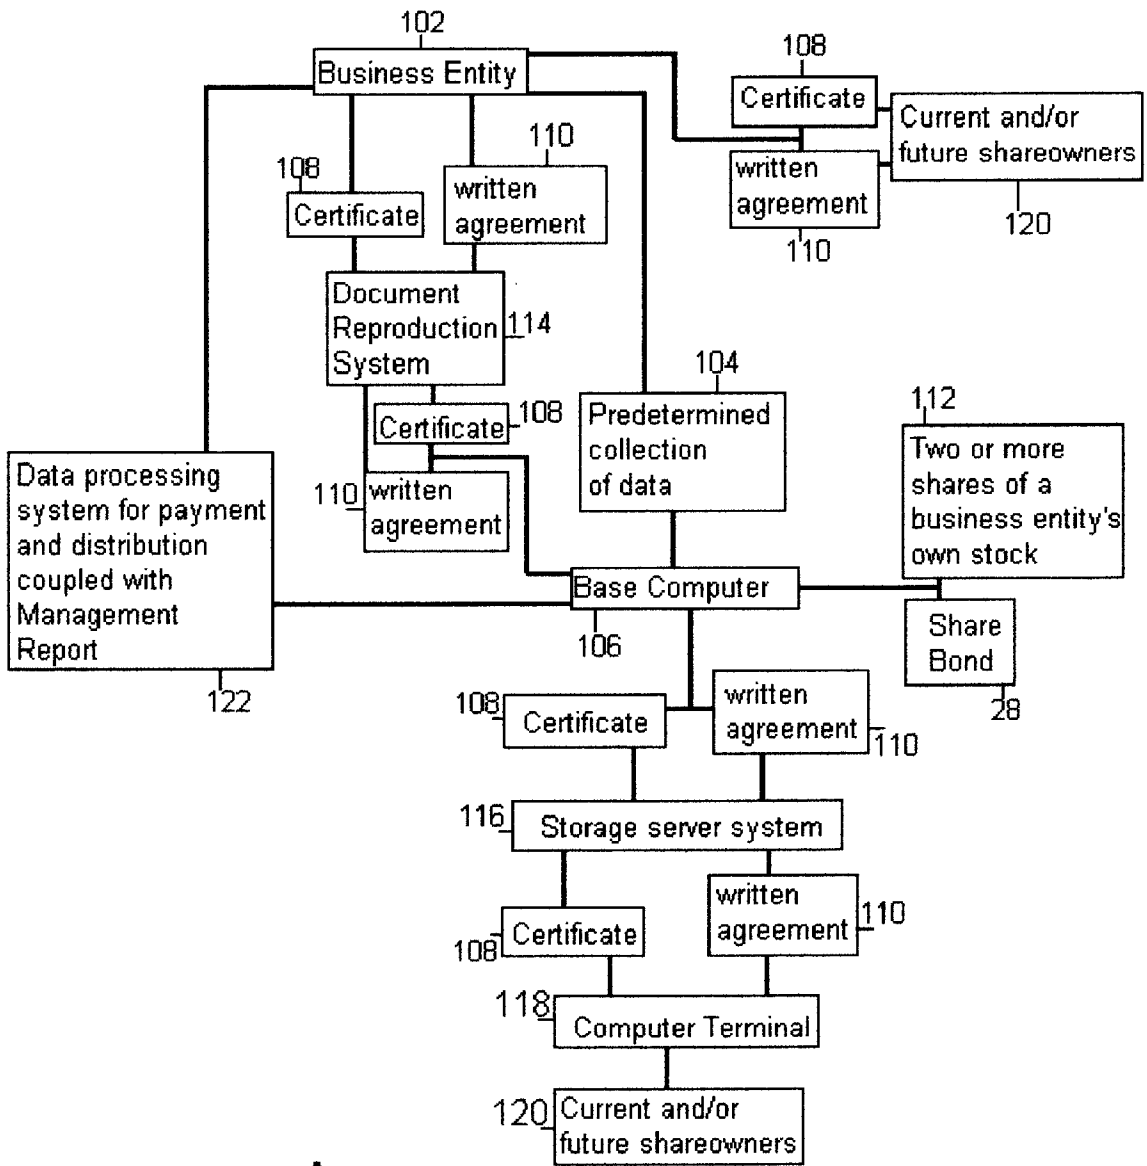 102
Business Entity
108
Certificate
Current and/or
future shareowners
120
written
agreement
110
108
Certificate
110
written
agreement
Document
Reproduction
System
114
Certificate
108
110
written
agreement
104
Predetermined
collection
of data
112
Two or more
shares of a
business entity's
own stock
Data processing
system for payment
and distribution
coupled with
Management
Report
122
Base Computer
106
Share
Bond
28
108
Certificate
written
agreement
110
116
Storage server system
108
Certificate
written
agreement
110
118
Computer Terminal
120
Current and/or
future shareowners